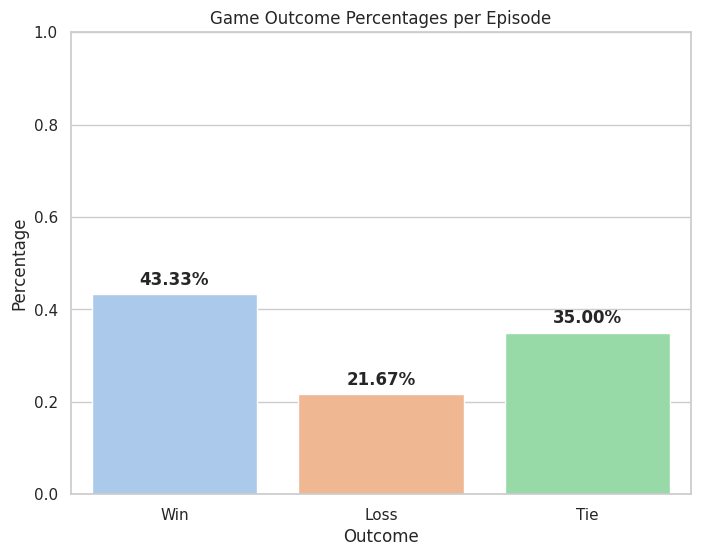 Game Outcome Percentages per Episode
1.0
0.8
0.6
0.4
0.2
0.0
Percentage
43.33%
21.67%
35.00%
Win
Loss
Tie
Outcome